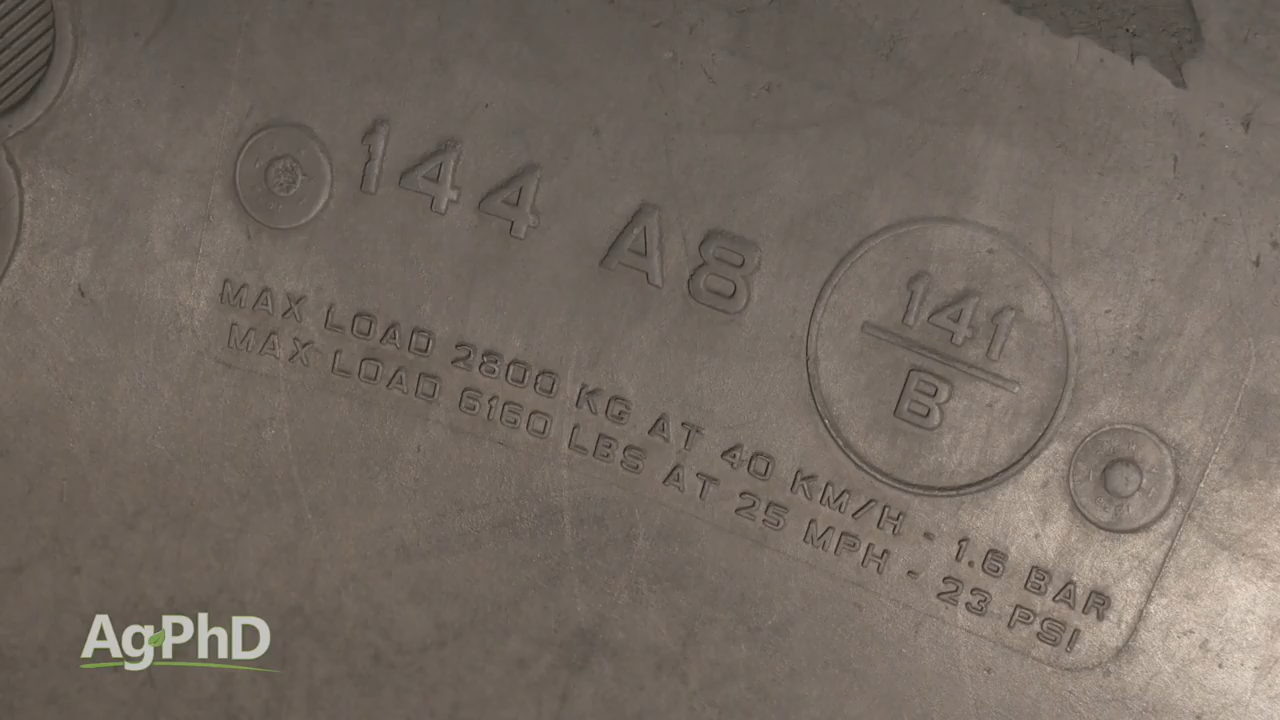 144 A8
141
B
MAX LOAD 2800 KG AT 40 KM/H - 1.6 BAR
MAX LOAD 6160 LBS AT 25 MPH - 23 PSI
AgPhD